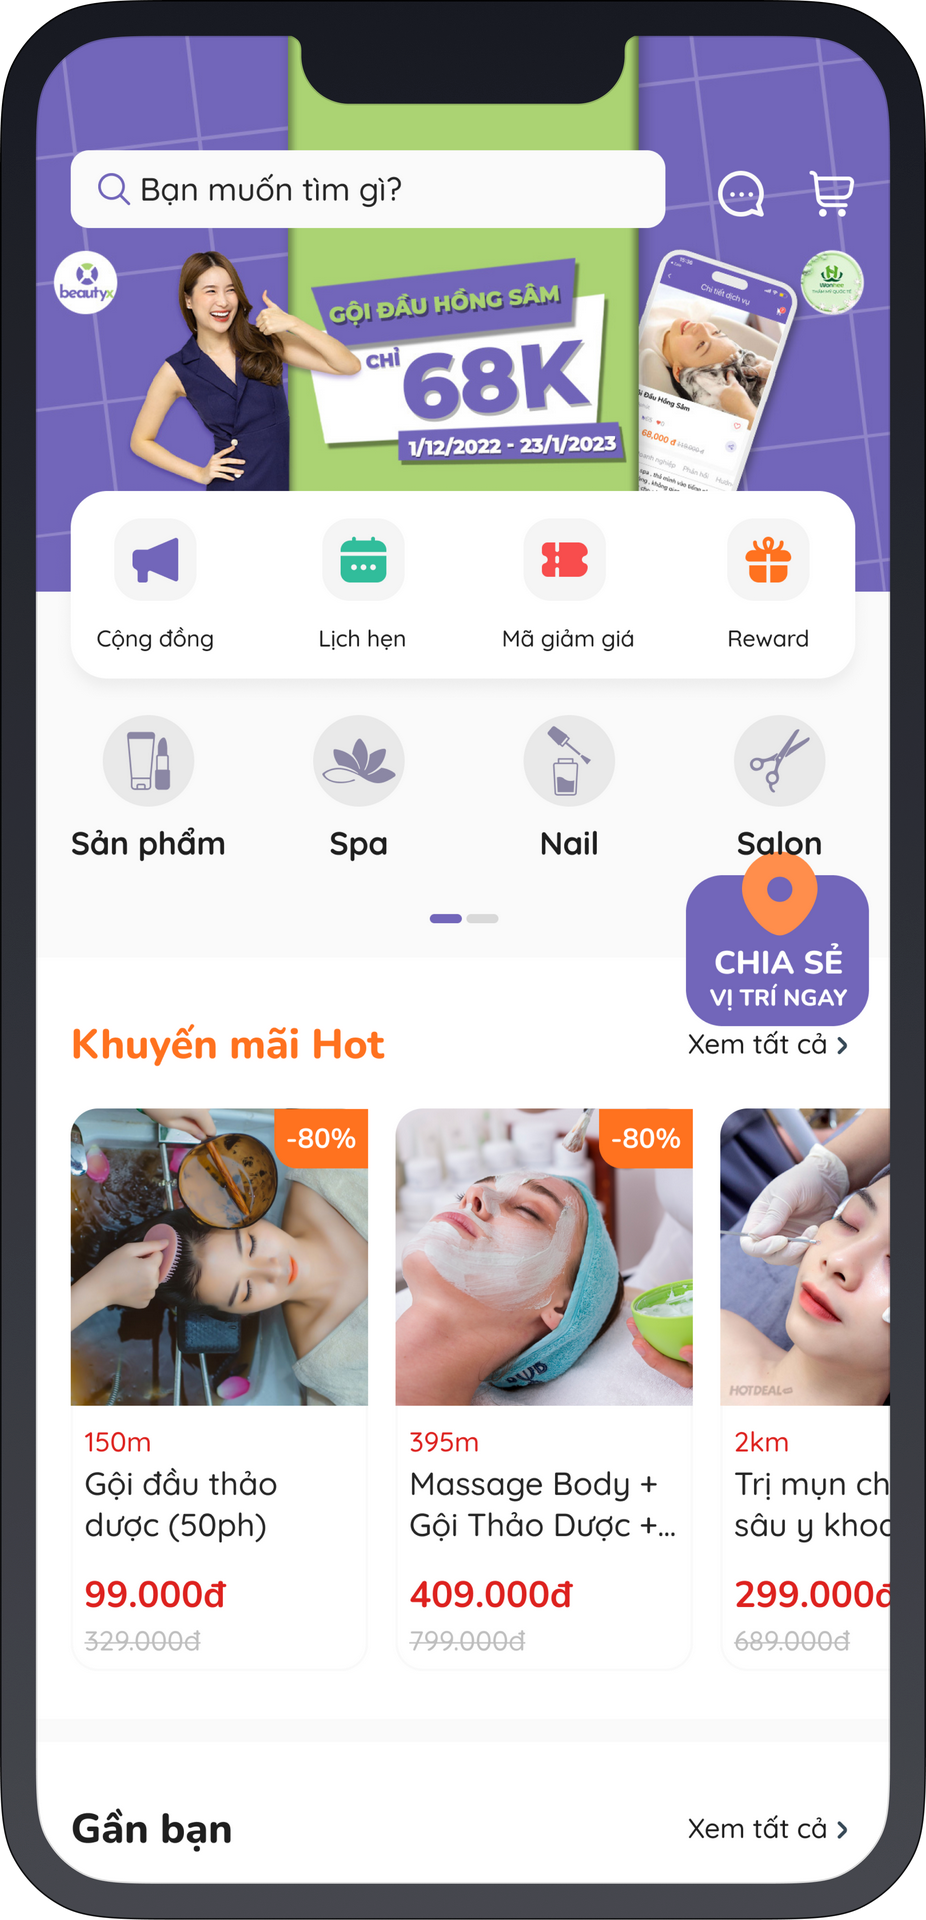 Bạn muốn tìm gì?
beautyx
GỘI ĐẦU HỒNG SÂM
CHỈ
68K
1/12/2022 - 23/1/2023
Chi tiết dịch vụ
Đầu Hồng Sâm
68,000 đ
Cộng đồng
Lịch hẹn
Mã giảm giá
Reward
Sản phẩm
Spa
Nail
Salon
CHIA SẺ
VỊ TRÍ NGAY
Khuyến mãi Hot
Xem tất cả
-80%
-80%
HOTDEAL
150m
395m
2km
Gội đầu thảo
dược (50ph)
Massage Body +
Gội Thảo Dược +...
Trị mụn ch
sâu y kho
99.000đ
409.000đ
299.000đ
329.000đ
799.000đ
689.000đ
Gần bạn
Xem tất cả